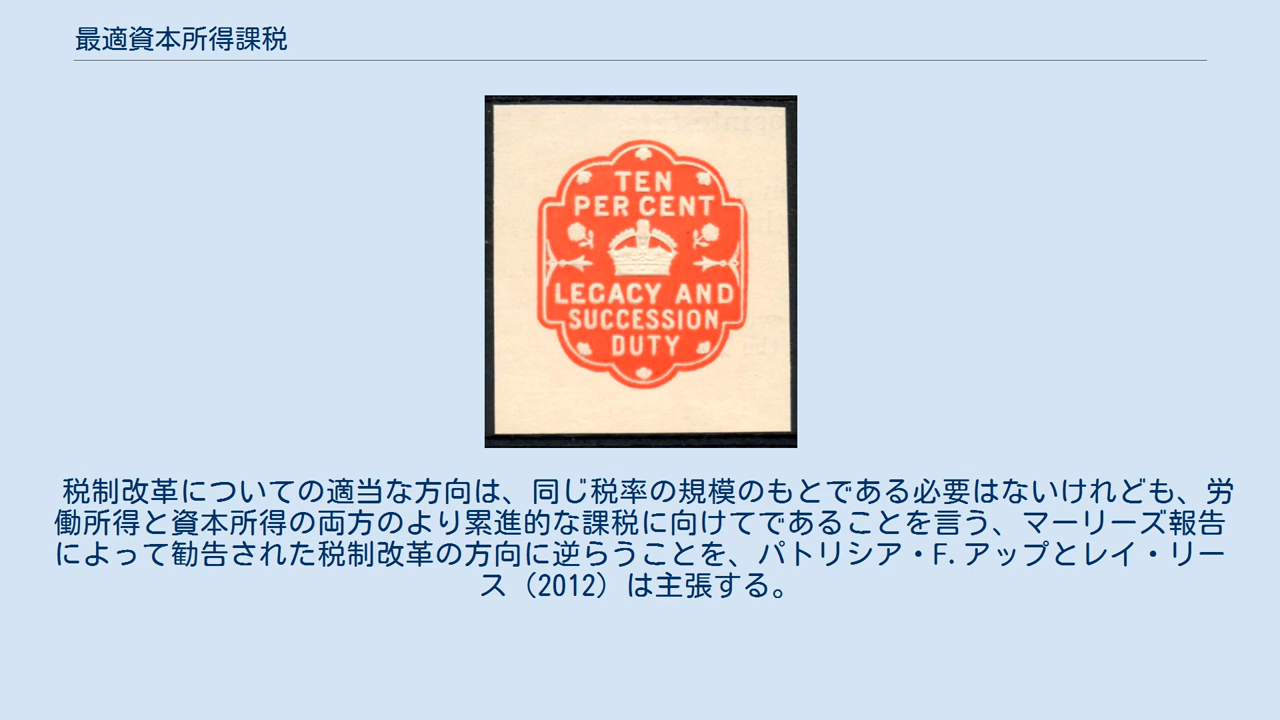 最適資本所得課税
TEN
PER CENT
LEGACY AND
SUCCESSION
DUTY
税制改革についての適当な方向は、同じ税率の規模のもとである必要はないけれども、労
働所得と資本所得の両方のより累進的な課税に向けてであることを言う、マーリーズ報告
によって勧告された税制改革の方向に逆らうことを、パトリシア・F. アップとレイ・リー
ス（2012）は主張する。